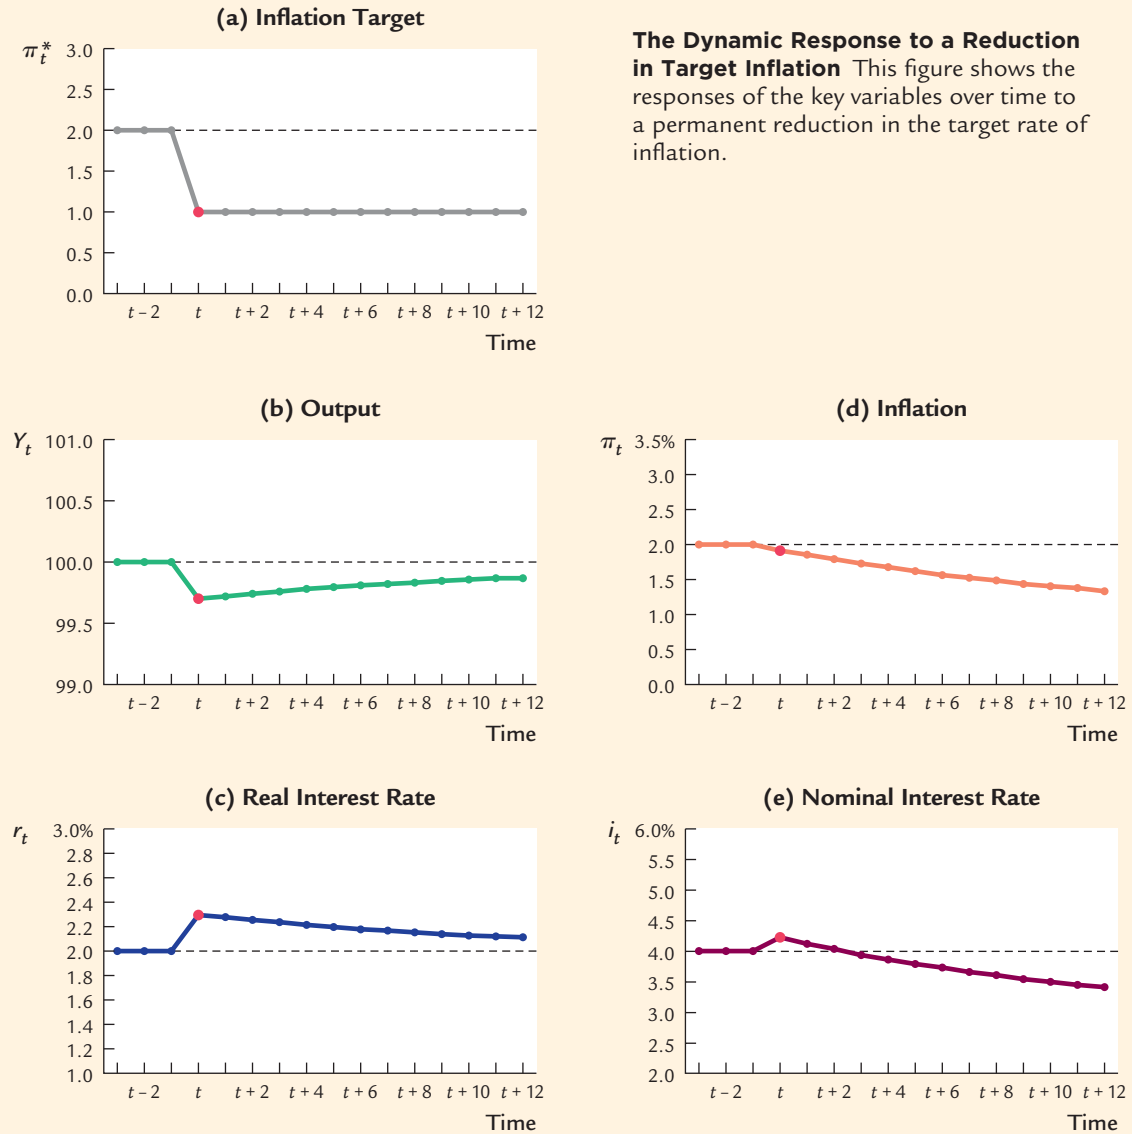 (a) Inflation Target
π*t 3.0
2.5
2.0
1.5
1.0
0.5
0.0
t – 2 t t + 2 t + 4 t + 6 t + 8 t + 10 t + 12
Time
The Dynamic Response to a Reduction
in Target Inflation This figure shows the
responses of the key variables over time to
a permanent reduction in the target rate of
inflation.
(b) Output
Yt 101.0
100.5
100.0
99.5
99.0
t – 2 t t + 2 t + 4 t + 6 t + 8 t + 10 t + 12
Time
(d) Inflation
πt 3.5%
3.0
2.5
2.0
1.5
1.0
0.5
0.0
t – 2 t t + 2 t + 4 t + 6 t + 8 t + 10 t + 12
Time
(c) Real Interest Rate
rt 3.0%
2.8
2.6
2.4
2.2
2.0
1.8
1.6
1.4
1.2
1.0
t – 2 t t + 2 t + 4 t + 6 t + 8 t + 10 t + 12
Time
(e) Nominal Interest Rate
it 6.0%
5.5
5.0
4.5
4.0
3.5
3.0
2.5
2.0
t – 2 t t + 2 t + 4 t + 6 t + 8 t + 10 t + 12
Time